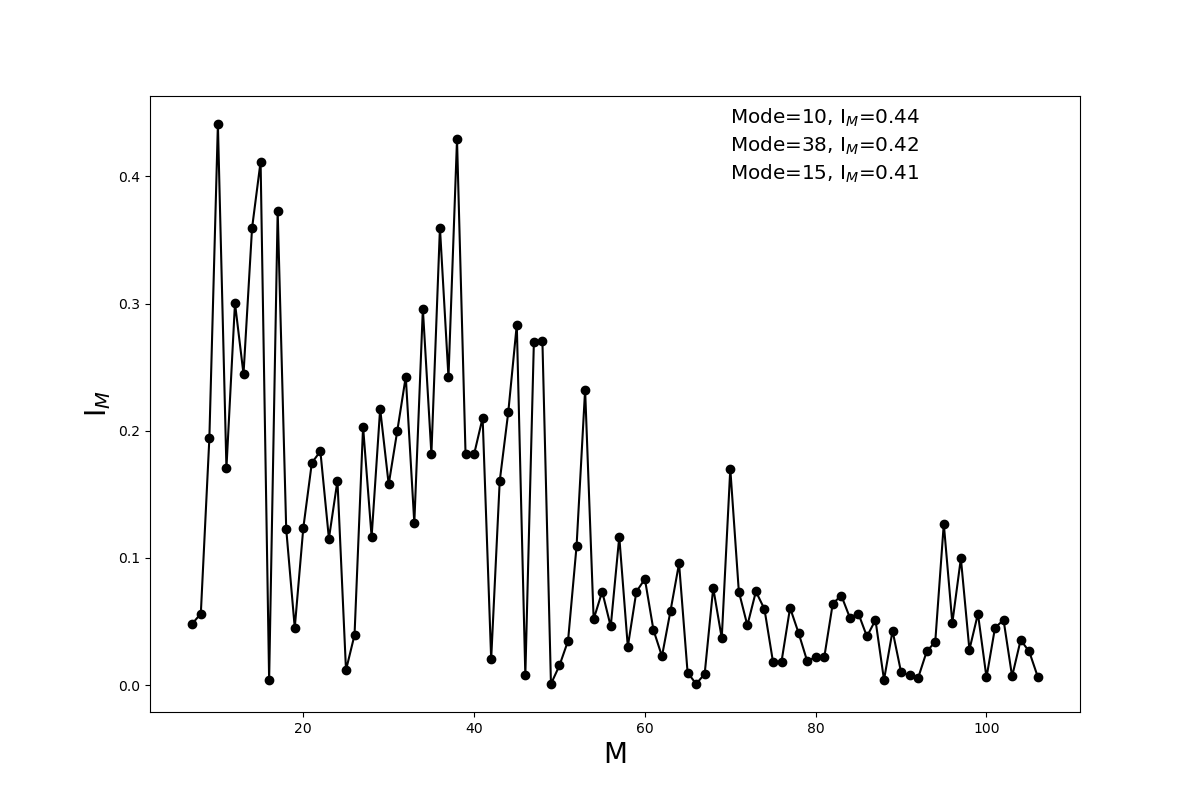 Mode=10, I_M=0.44
Mode=38, I_M=0.42
Mode=15, I_M=0.41
0.4
0.3
0.2
0.1
0.0
I_M
20 40 60 80 100
M